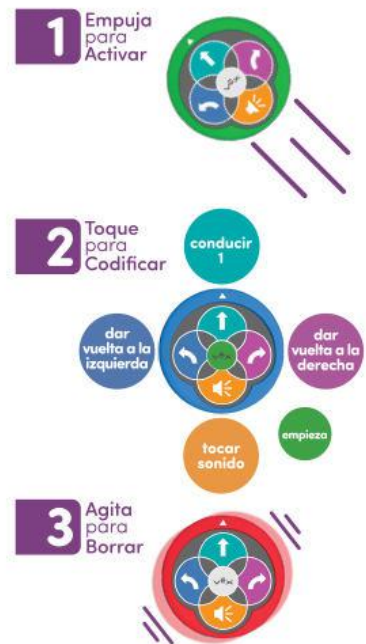 1 Empuja
para
Activar
2 Toque
para
Codificar
conducir
1
dar
vuelta a la
izquierda
dar
vuelta a la
derecha
empieza
tocar
sonido
3 Agita
para
Borrar